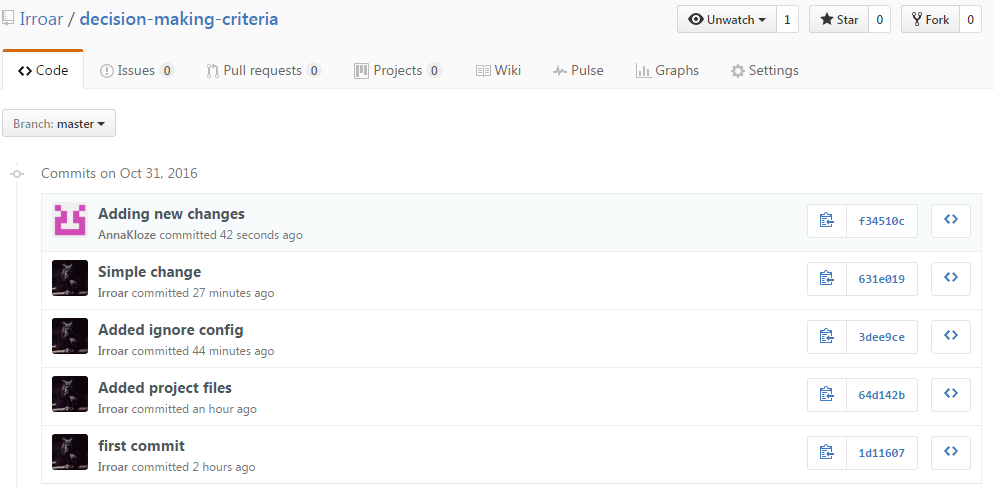 Irroar / decision-making-criteria Unwatch 1 Star 0 Fork 0
Code Issues 0 Pull requests 0 Projects 0 Wiki Pulse Graphs Settings
Branch: master
Commits on Oct 31, 2016
Adding new changes
AnnaKloze committed 42 seconds ago
f34510c
Simple change
Irroar committed 27 minutes ago
631e019
Added ignore config
Irroar committed 44 minutes ago
3dee9ce
Added project files
Irroar committed an hour ago
64d142b
first commit
Irroar committed 2 hours ago
1d11607